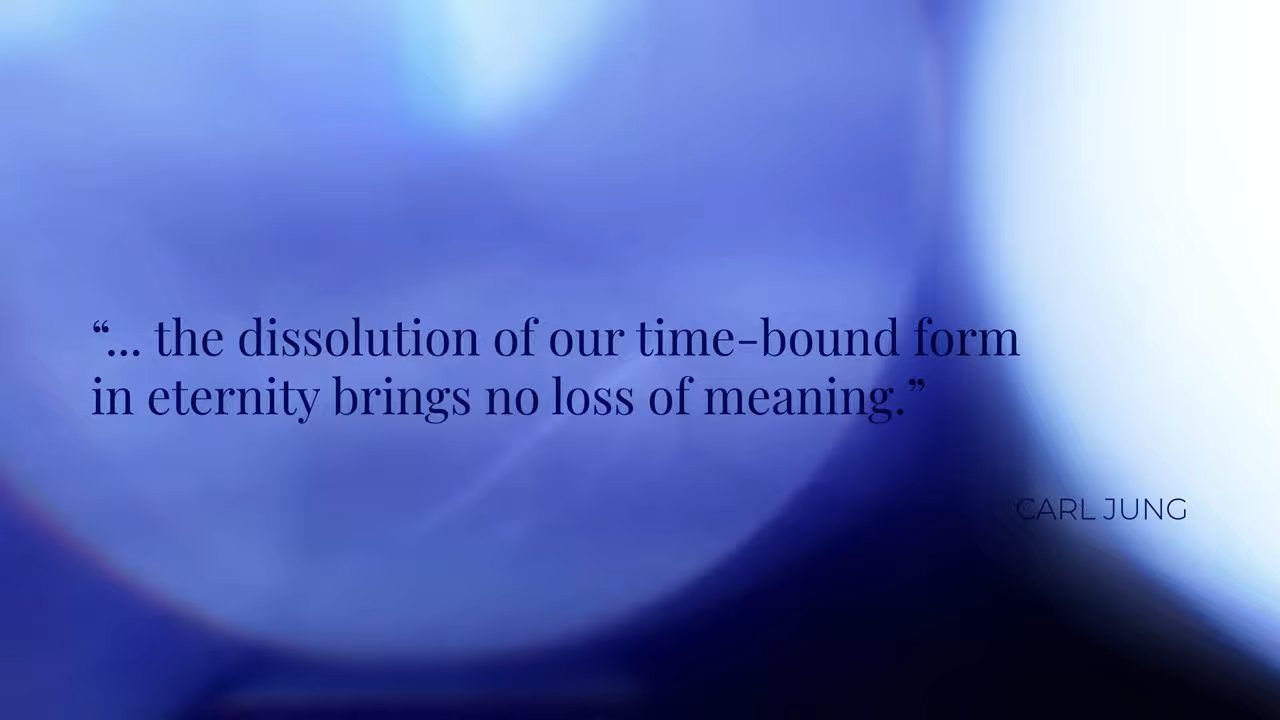 “... the dissolution of our time-bound form
in eternity brings no loss of meaning.”
CARL JUNG